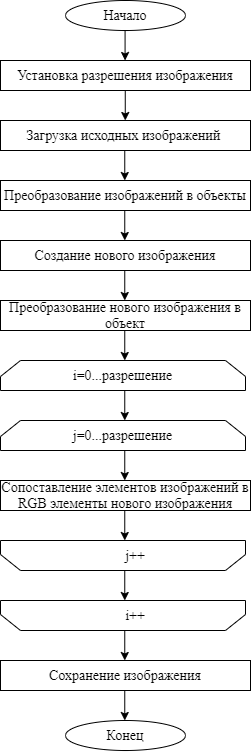 Начало
Установка разрешения изображения
Загрузка исходных изображений
Преобразование изображений в объекты
Создание нового изображения
Преобразование нового изображения в
объект
i=0...разрешение
j=0...разрешение
Сопоставление элементов изображений в
RGB элементы нового изображения
j++
i++
Сохранение изображения
Конец